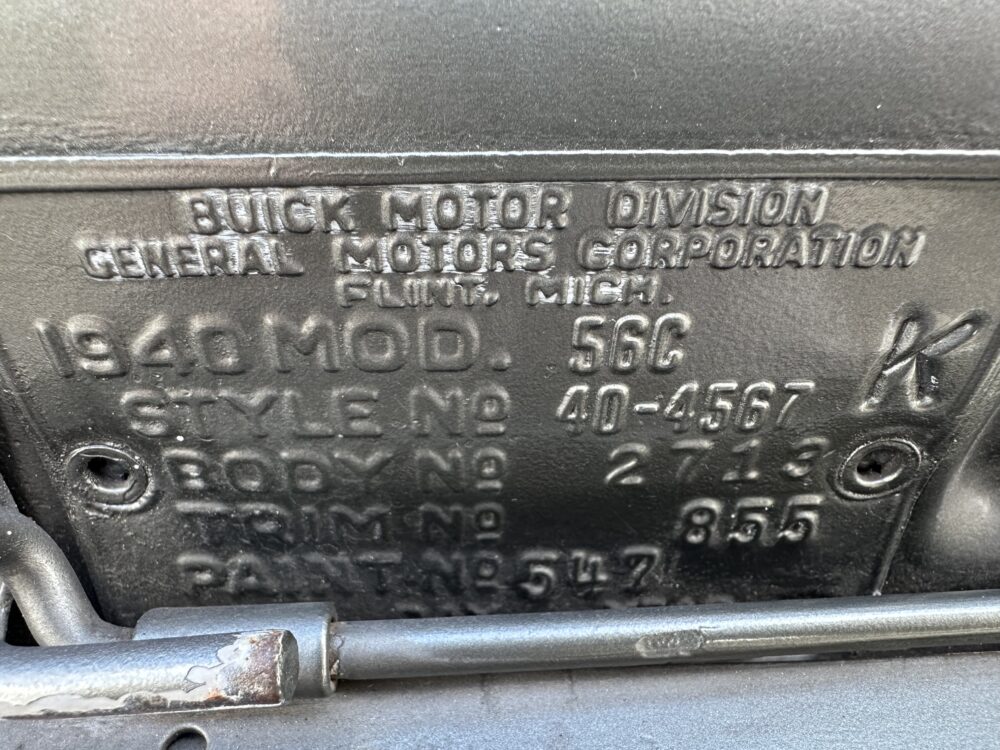 BUICK MOTOR DIVISION
GENERAL MOTORS CORPORATION
FLINT, MICH.
1940 MOD. 56C K
STYLE No 40-4567
BODY No 2713
TRIM No 855
PAINT No 547